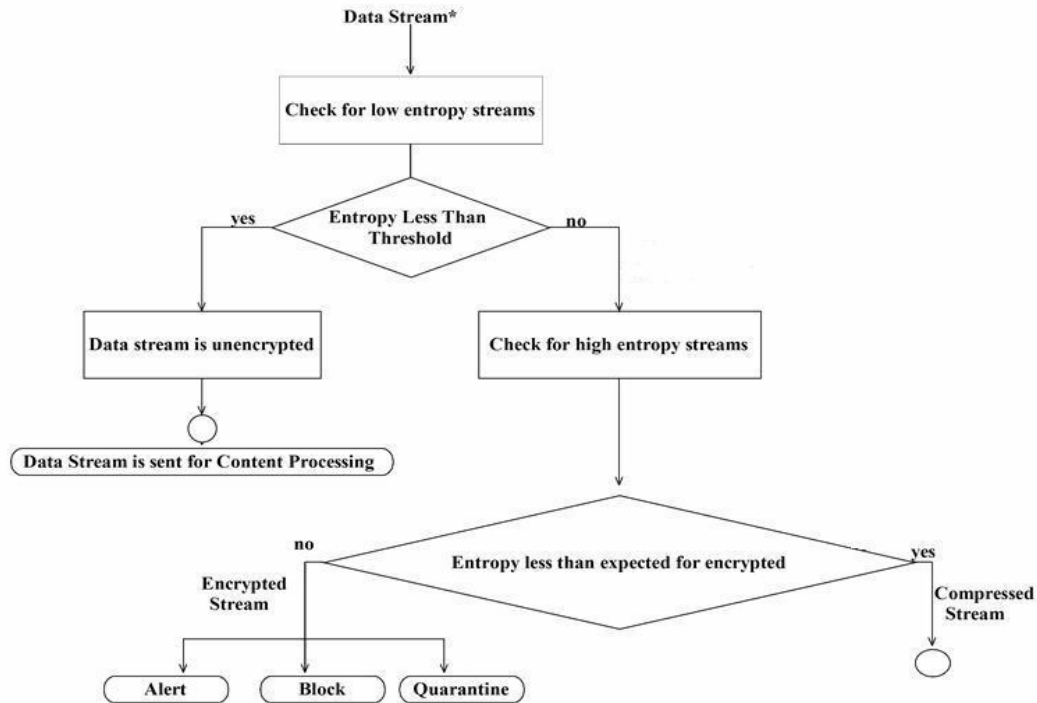 Data Stream*
Check for low entropy streams
yes
Entropy Less Than
Threshold
no
Data stream is unencrypted
Check for high entropy streams
Data Stream is sent for Content Processing
no
Entropy less than expected for encrypted
yes
Encrypted
Stream
Compressed
Stream
Alert
Block
Quarantine